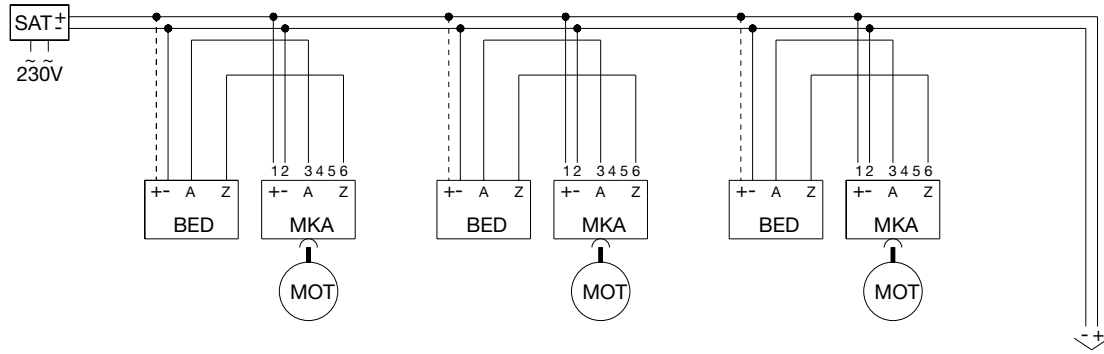 SAT + -
~ ~
230V
1 2 3 4 5 6 1 2 3 4 5 6 1 2 3 4 5 6
+ - A Z + - A Z + - A Z + - A Z + - A Z + - A Z
BED MKA BED MKA BED MKA
MOT MOT MOT
- +